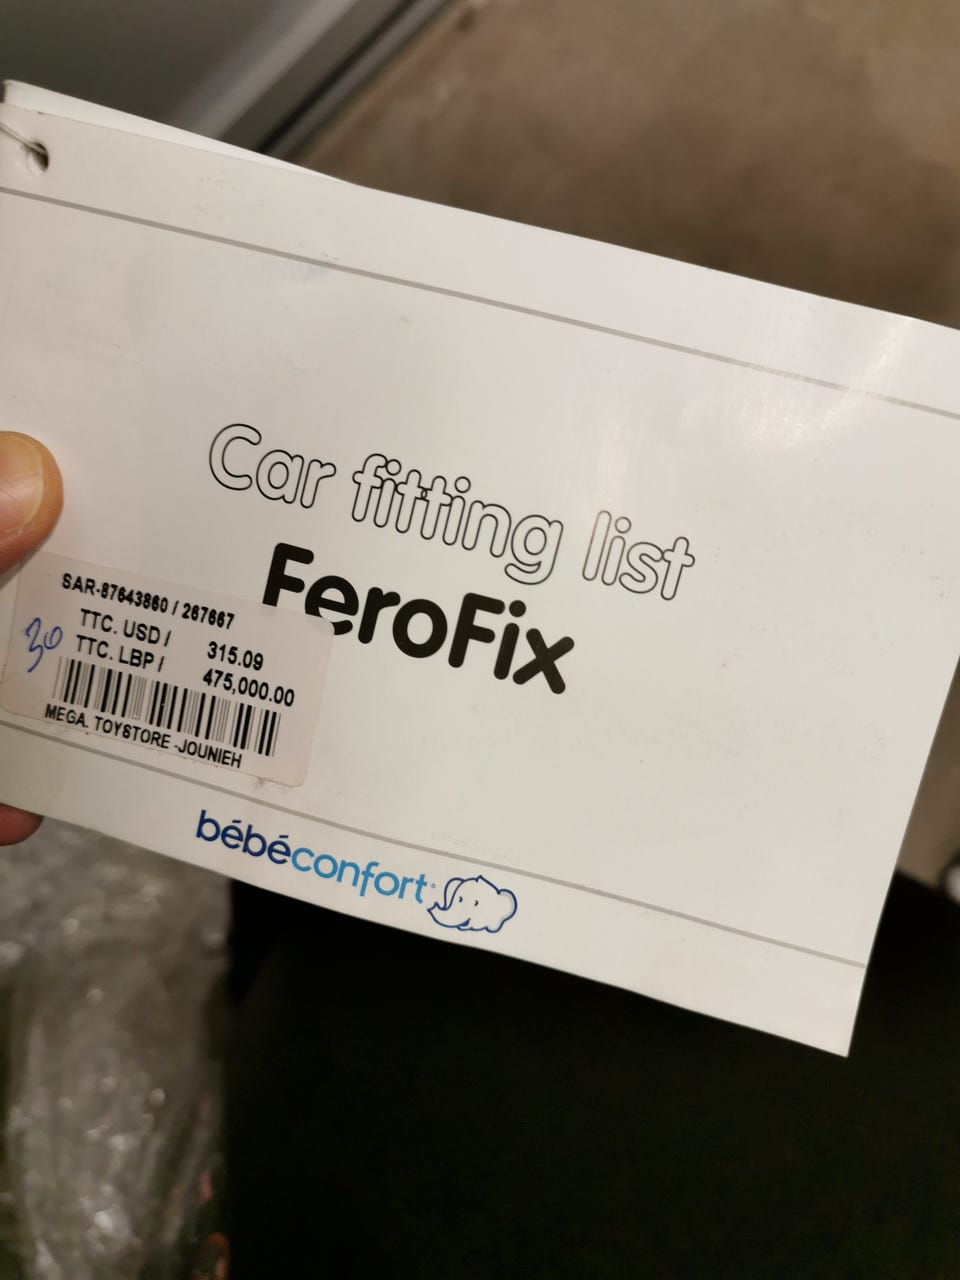 Car fitting list
FeroFix
SAR-87643860 / 267667
30
TTC. USD / 315.09
TTC. LBP / 475,000.00
MEGA. TOYSTORE -JOUNIEH
bébéconfort